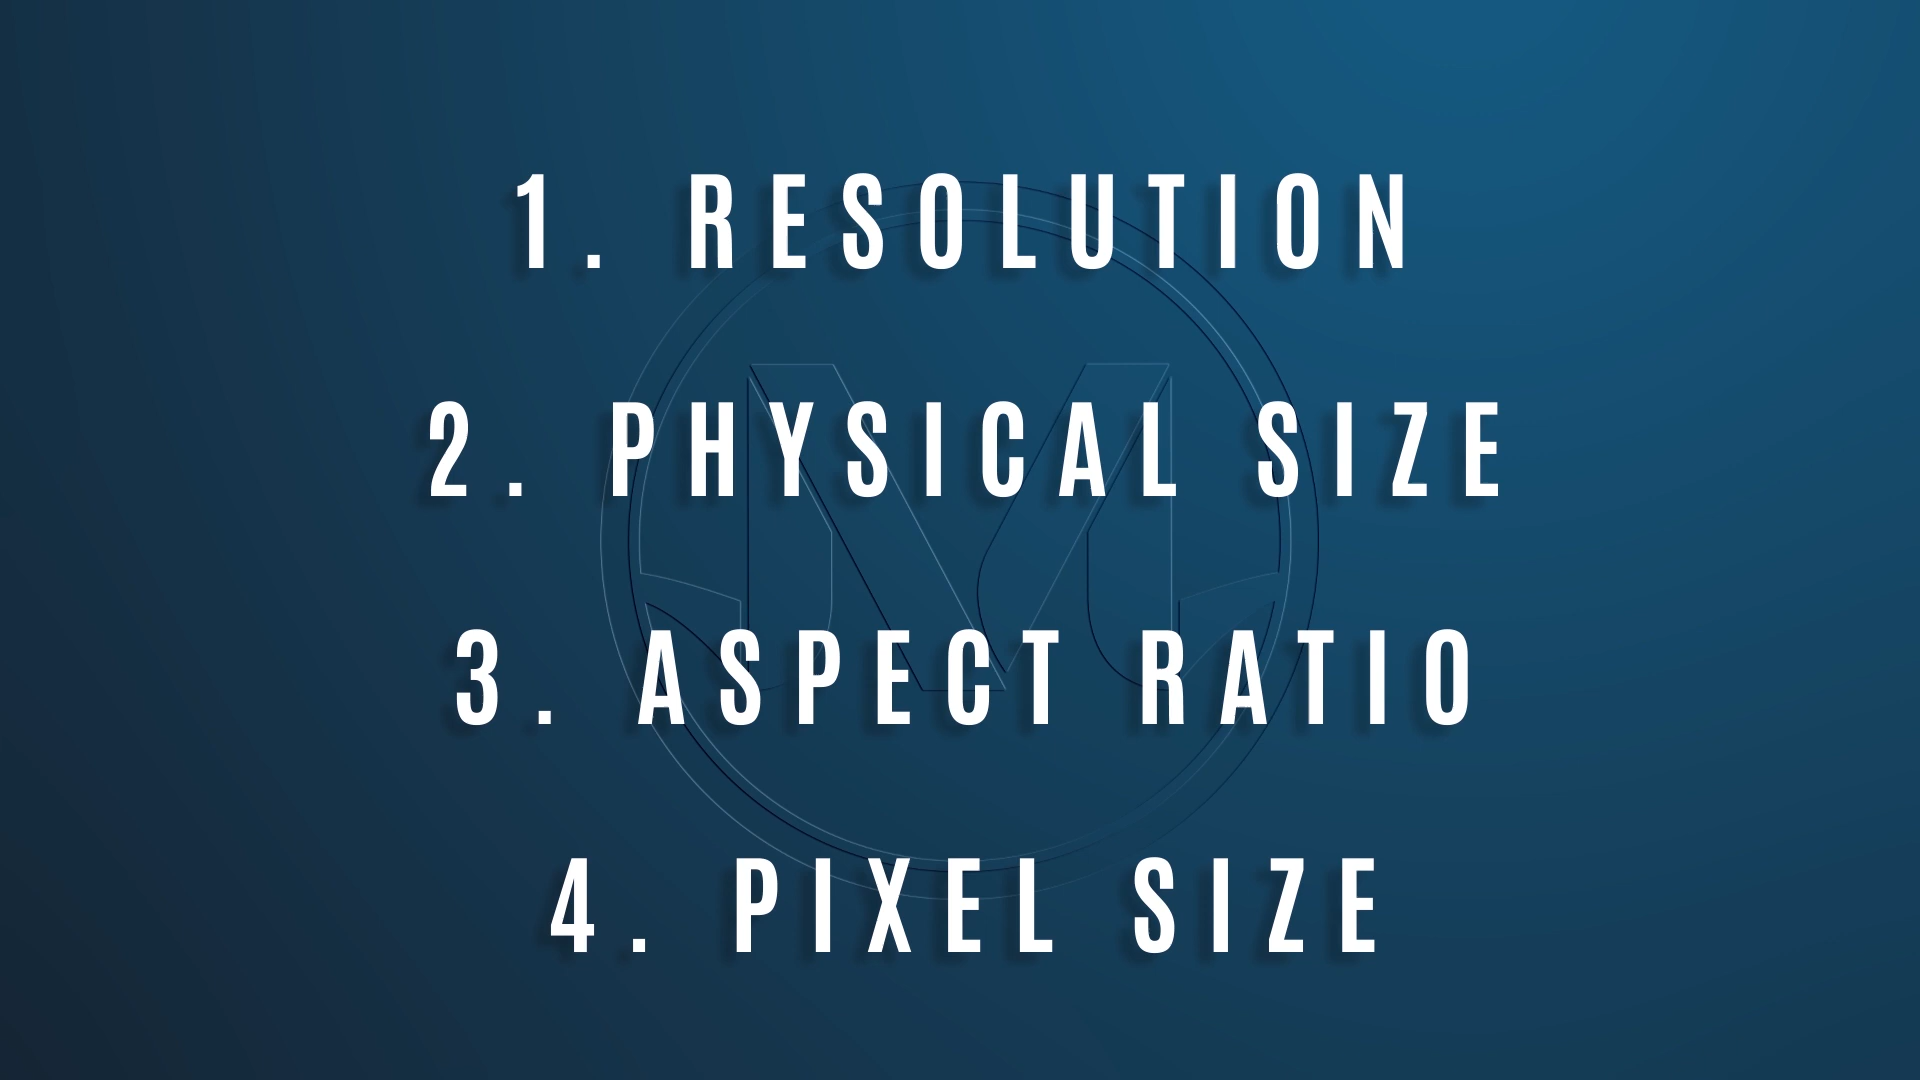 1. RESOLUTION
2. PHYSICAL SIZE
3. ASPECT RATIO
4. PIXEL SIZE